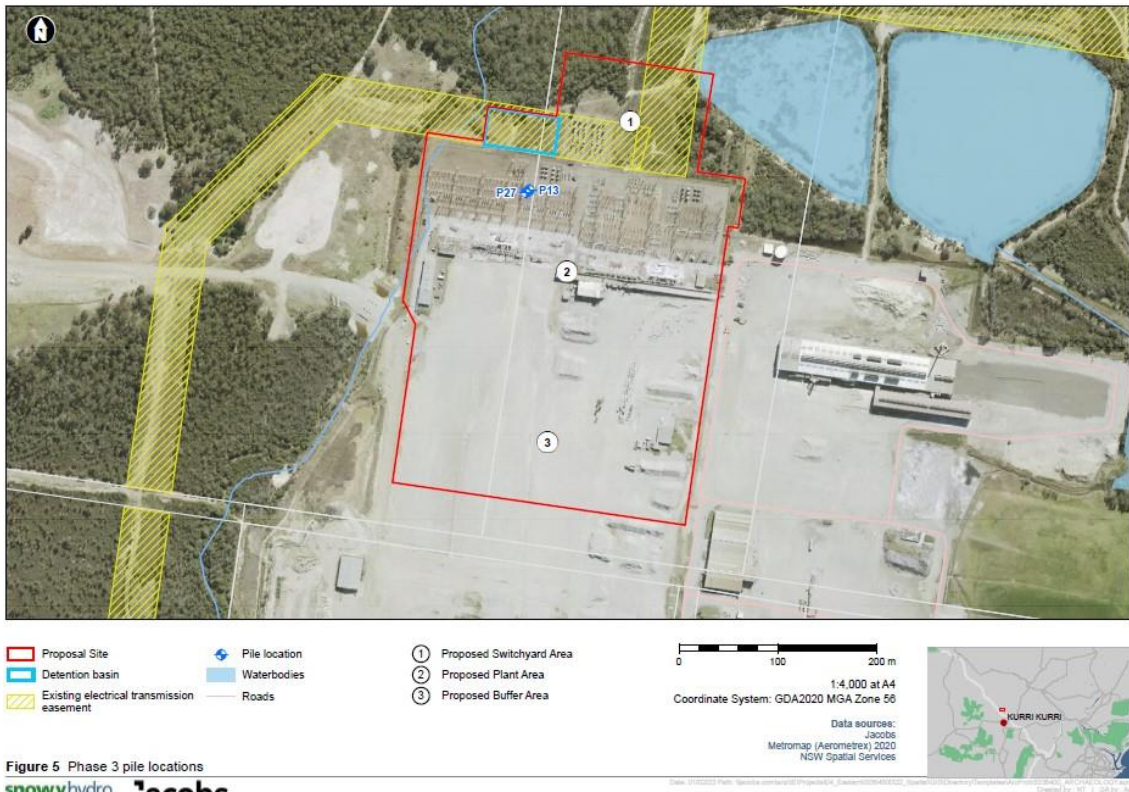 N
1
P27 P13
2
3
Proposal Site
Detention basin
Existing electrical transmission
easement
Pile location
Waterbodies
Roads
1 Proposed Switchyard Area
2 Proposed Plant Area
3 Proposed Buffer Area
0 100 200 m
1:4,000 at A4
Coordinate System: GDA2020 MGA Zone 56
Data sources:
Jacobs
Metromap (Aerometrex) 2020
NSW Spatial Services
KURRI KURRI
Figure 5 Phase 3 pile locations
snowyhydro Jacobs